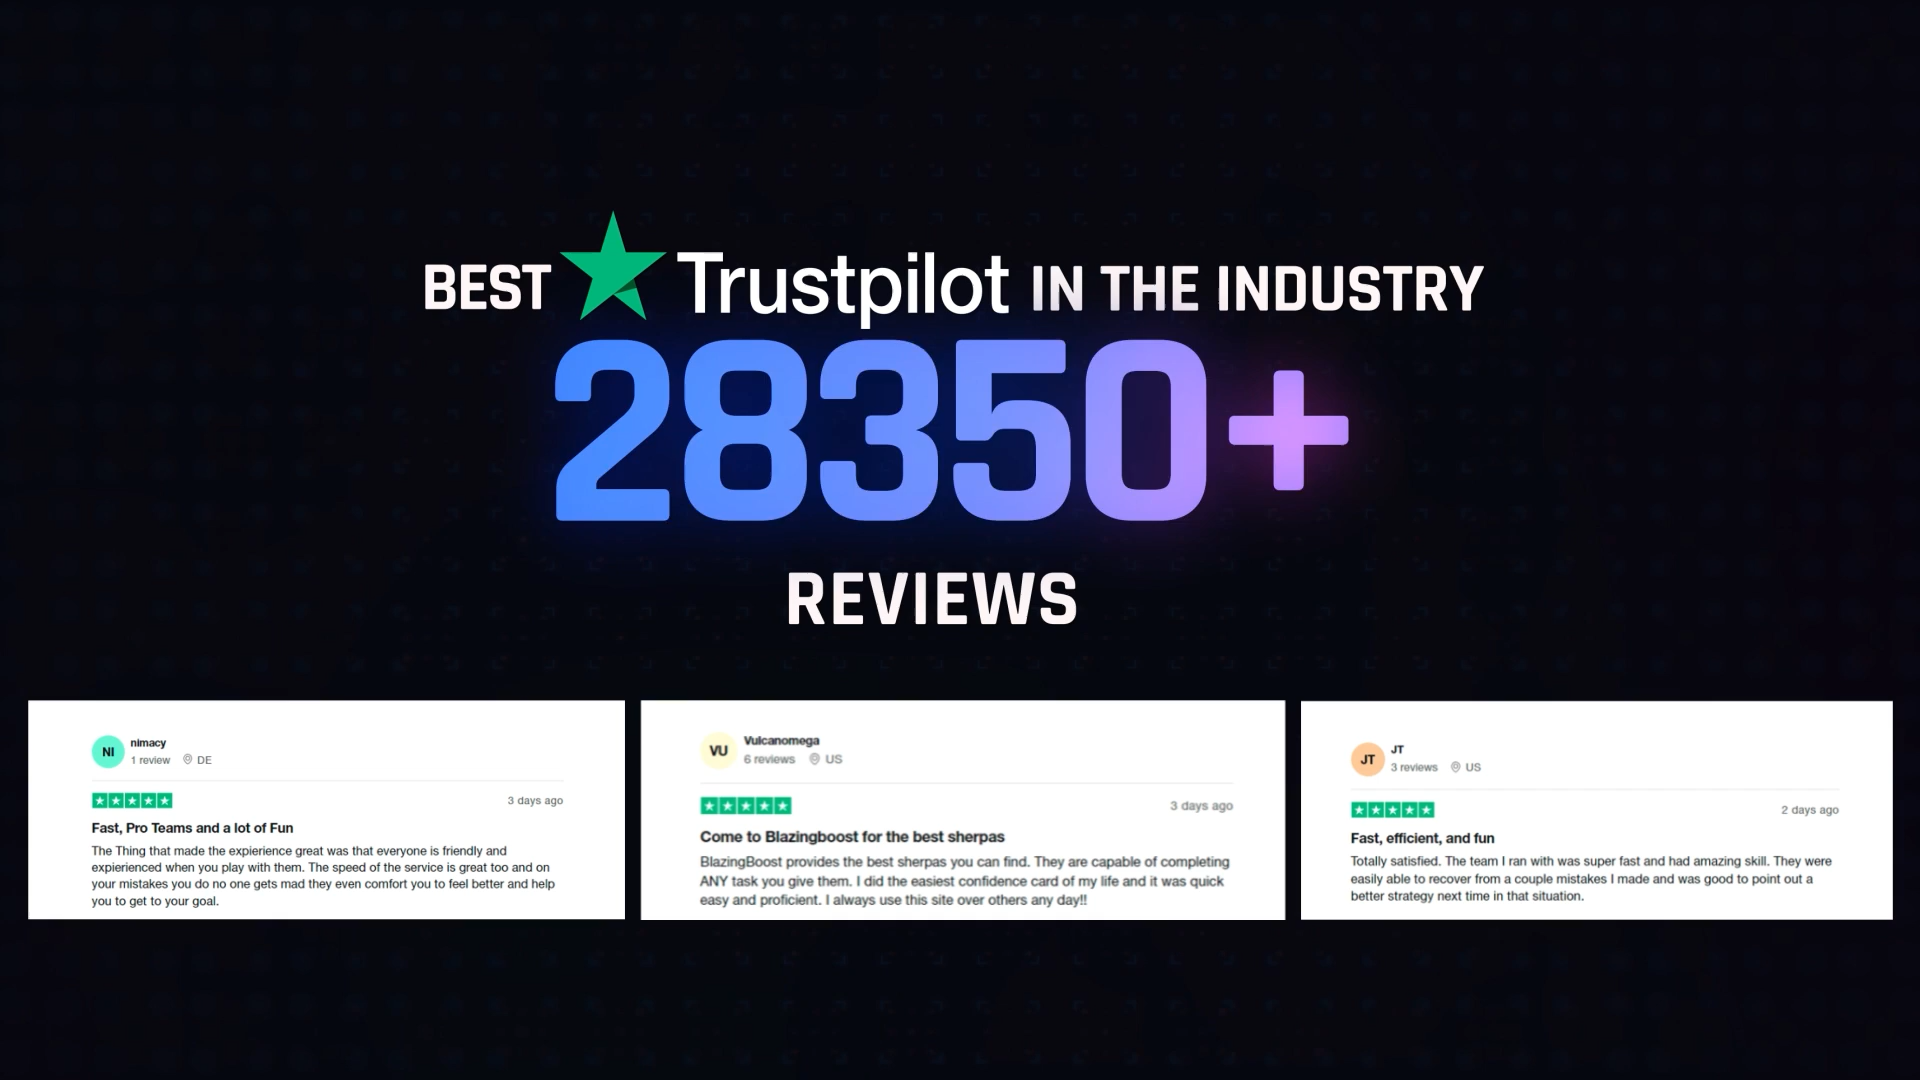 BEST Trustpilot IN THE INDUSTRY
28350+
REVIEWS
NI
nimacy
1 review DE
3 days ago
Fast, Pro Teams and a lot of Fun
The Thing that made the expierience great was that everyone is friendly and
expierienced when you play with them. The speed of the service is great too and on
your mistakes you do no one gets mad they even comfort you to feel better and help
you to get to your goal.
VU
Vulcanomega
6 reviews US
3 days ago
Come to Blazingboost for the best sherpas
BlazingBoost provides the best sherpas you can find. They are capable of completing
ANY task you give them. I did the easiest confidence card of my life and it was quick
easy and proficient. I always use this site over others any day!!
JT
JT
3 reviews US
2 days ago
Fast, efficient, and fun
Totally satisfied. The team I ran with was super fast and had amazing skill. They were
easily able to recover from a couple mistakes I made and was good to point out a
better strategy next time in that situation.